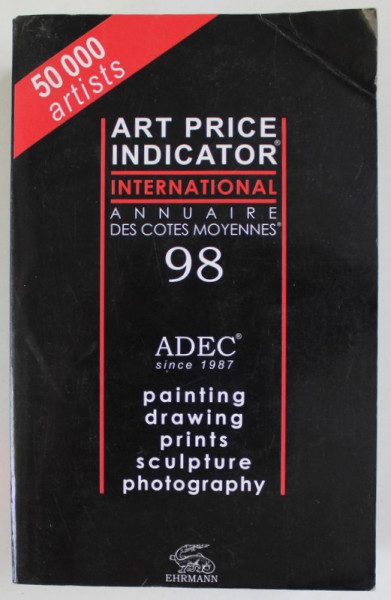 50 000
artists
ART PRICE
INDICATOR®
INTERNATIONAL
ANNUAIRE
DES COTES MOYENNES®
98
ADEC®
since 1987
painting
drawing
prints
sculpture
photography
EHRMANN